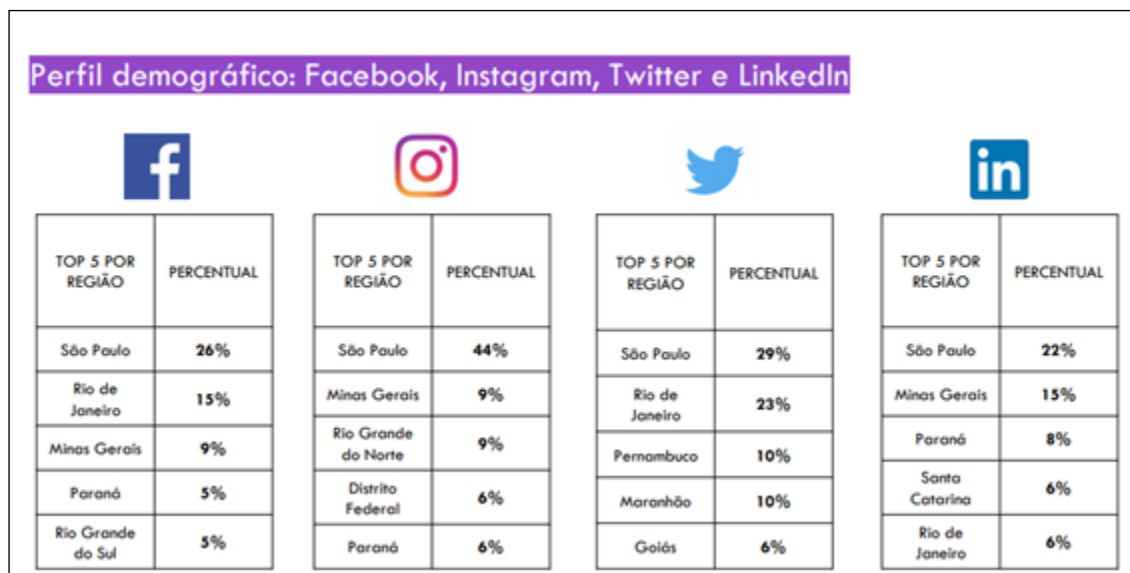 Perfil demográfico: Facebook, Instagram, Twitter e LinkedIn
f
in
TOP 5 POR
REGIÃO
PERCENTUAL
São Paulo 26%
Rio de
Janeiro
15%
Minas Gerais 9%
Paraná 5%
Rio Grande
do Sul
5%
TOP 5 POR
REGIÃO
PERCENTUAL
São Paulo 44%
Minas Gerais 9%
Rio Grande
do Norte
9%
Distrito
Federal
6%
Paraná 6%
TOP 5 POR
REGIÃO
PERCENTUAL
São Paulo 29%
Rio de
Janeiro
23%
Pernambuco 10%
Maranhão 10%
Goiás 6%
TOP 5 POR
REGIÃO
PERCENTUAL
São Paulo 22%
Minas Gerais 15%
Paraná 8%
Santa
Catarina
6%
Rio de
Janeiro
6%